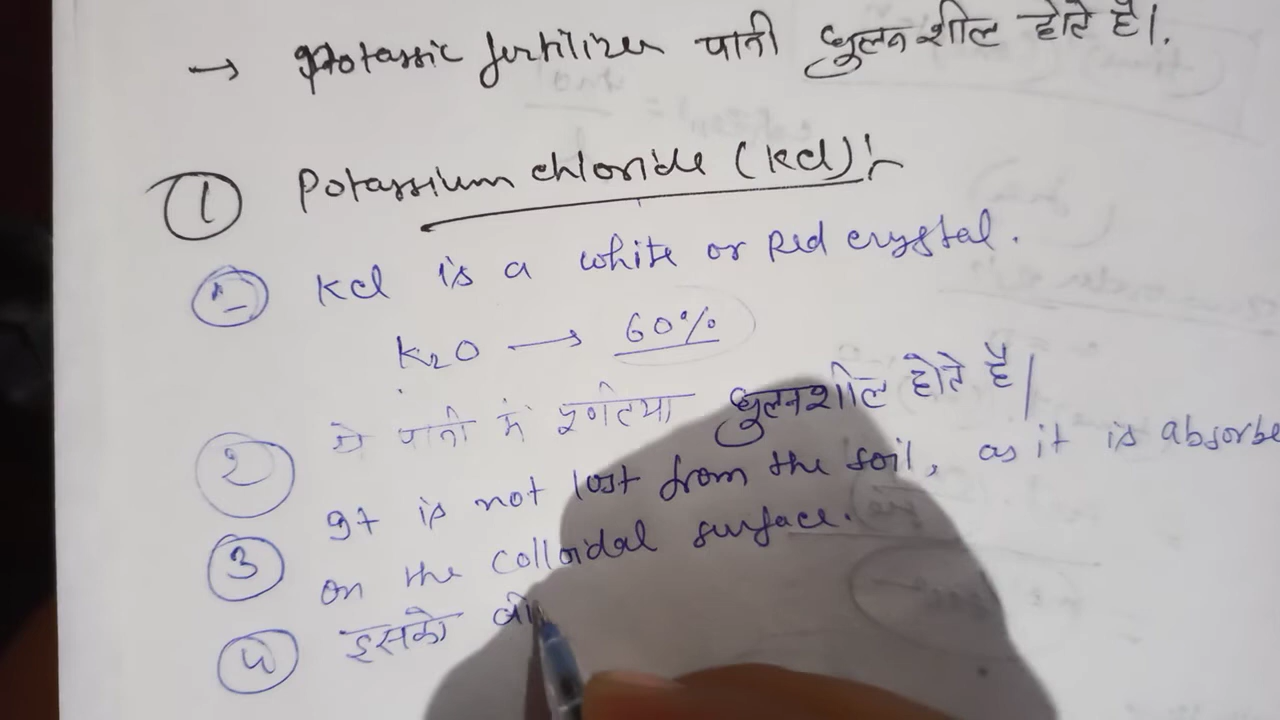 → Potassic fertilizer पानी घुलनशील होते है।.
① Potassium chloride (KCl):-
KCl is a white or Red crystal.
K2O → 60%
② ये पानी में पूर्णतया घुलनशील होते है।
③ It is not lost from the soil, as it is absorbe
on the colloidal surface.
④ इसको